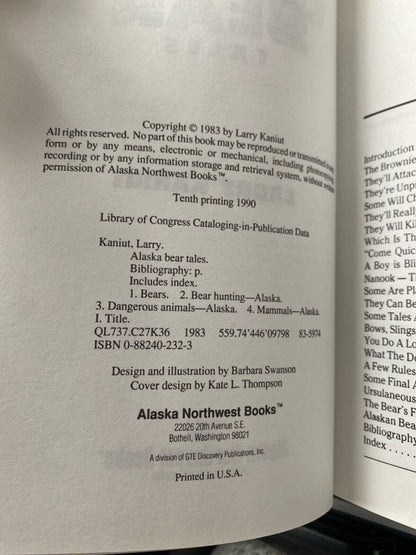 Copyright © 1983 by Larry Kaniut
All rights reserved. No part of this book may be reproduced or transmitted in any
form or by any means, electronic or mechanical, including photocopying,
recording or by any information storage and retrieval system, without written
permission of Alaska Northwest Books™.
Tenth printing 1990
Library of Congress Cataloging-in-Publication Data
Kaniut, Larry.
Alaska bear tales.
Bibliography: p.
Includes index.
1. Bears. 2. Bear hunting—Alaska.
3. Dangerous animals—Alaska. 4. Mammals—Alaska.
I. Title.
QL737.C27K36 1983 559.74'446'09798 83-5974
ISBN 0-88240-232-3
Design and illustration by Barbara Swanson
Cover design by Kate L. Thompson
Alaska Northwest Books™
22026 20th Avenue S.E.
Bothell, Washington 98021
A division of GTE Discovery Publications, Inc.
Printed in U.S.A.
Introduction
The Brownie
They'll Attac
They're Unp
Some Will Ch
They'll Reall
They Will Kil
Which Is Th
"Come Quic
A Boy is Bli
Nanook — T
Some Are Pl
They Can Be
Some Tales A
Bows, Slings
You Do A Lo
What The De
A Few Rules
Some Final A
Ursulaneous
The Bear's F
Alaskan Bea
Bibliography
Index . . . . .